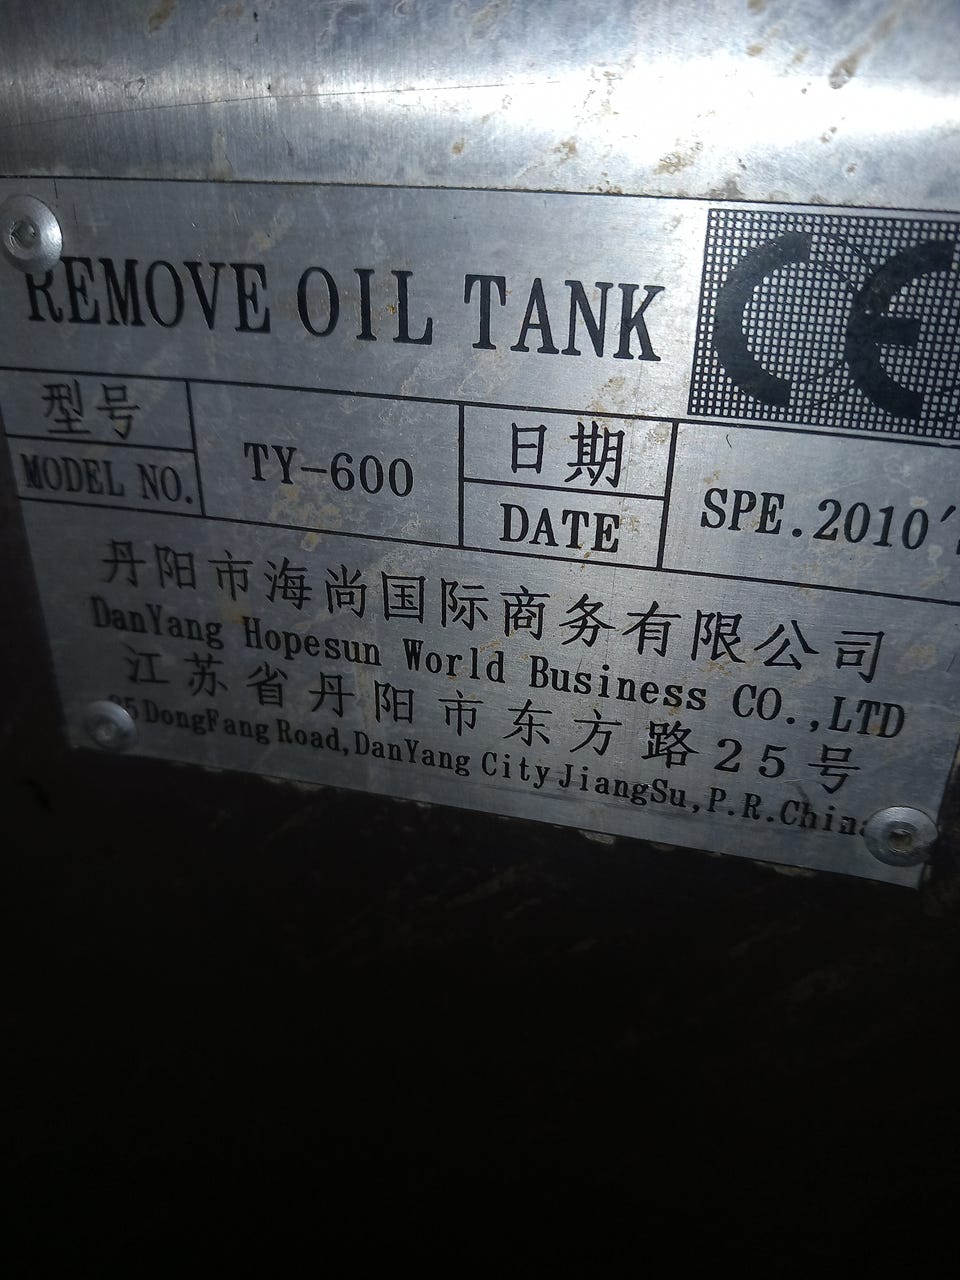 REMOVE OIL TANK
CE
型号
MODEL NO.
TY-600
日期
DATE
SPE.2010'
丹阳市海尚国际商务有限公司
DanYang Hopesun World Business CO.,LTD
江苏省丹阳市东方路25号
25 DongFang Road,DanYang City JiangSu,P.R.China